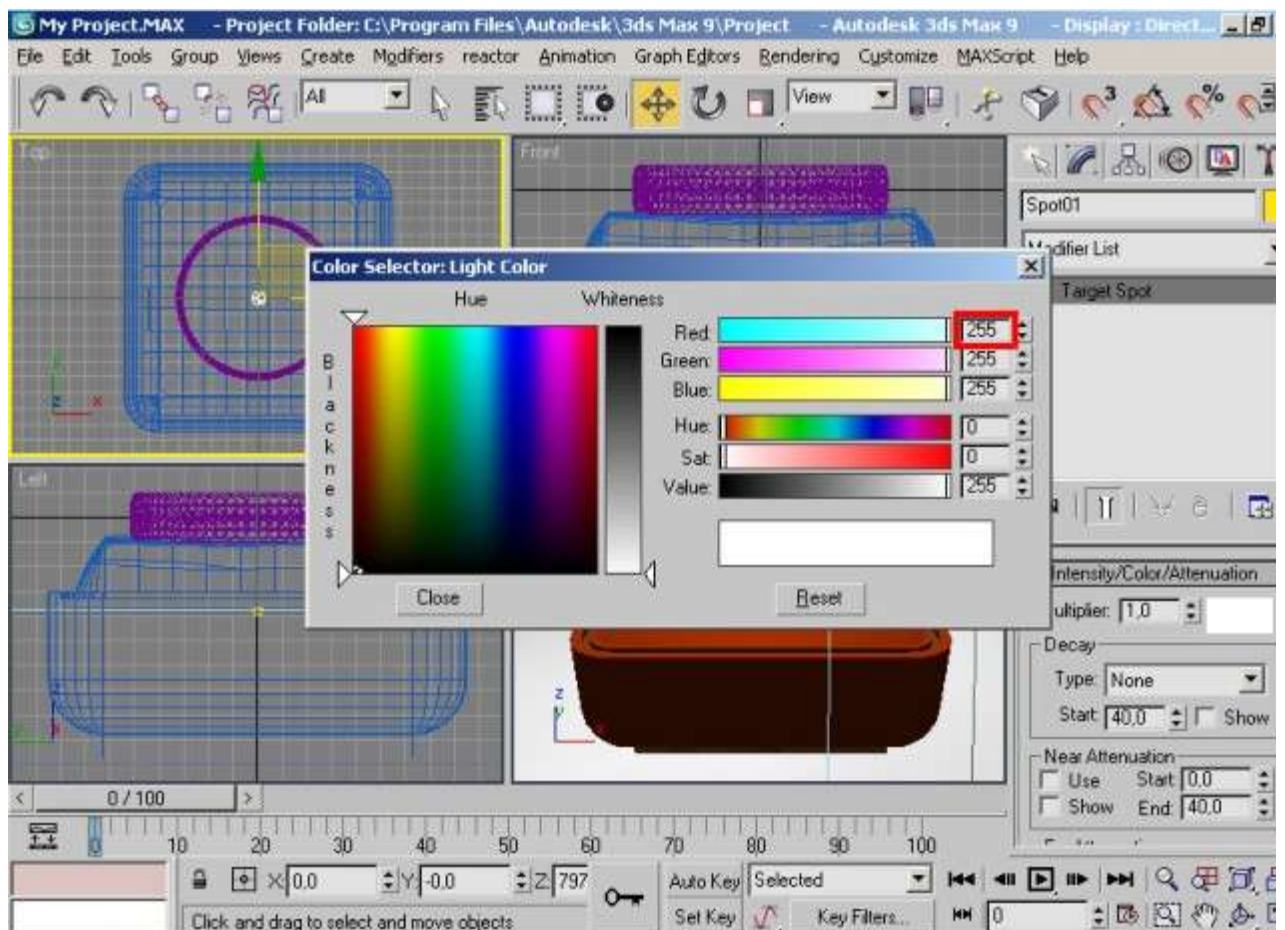 My Project.MAX - Project Folder: C:\Program Files\Autodesk\3ds Max 9\Project - Autodesk 3ds Max 9 - Display : Direct...
File Edit Tools Group Views Create Modifiers reactor Animation Graph Editors Rendering Customize MAXScript Help
All View
Top
Front
Spot01
Modifier List
Target Spot
Color Selector: Light Color
Hue Whiteness
Blackness
Red: 255
Green: 255
Blue: 255
Hue: 0
Sat: 0
Value: 255
Close Reset
Left
Intensity/Color/Attenuation
ultiplier: 1,0
Decay
Type: None
Start: 40,0 Show
Near Attenuation
Use Start: 0,0
Show End: 40,0
0 / 100
0 10 20 30 40 50 60 70 80 90 100
X: 0.0 Y: -0.0 Z: 797
Auto Key Selected
Click and drag to select and move objects
Set Key Key Filters...
0